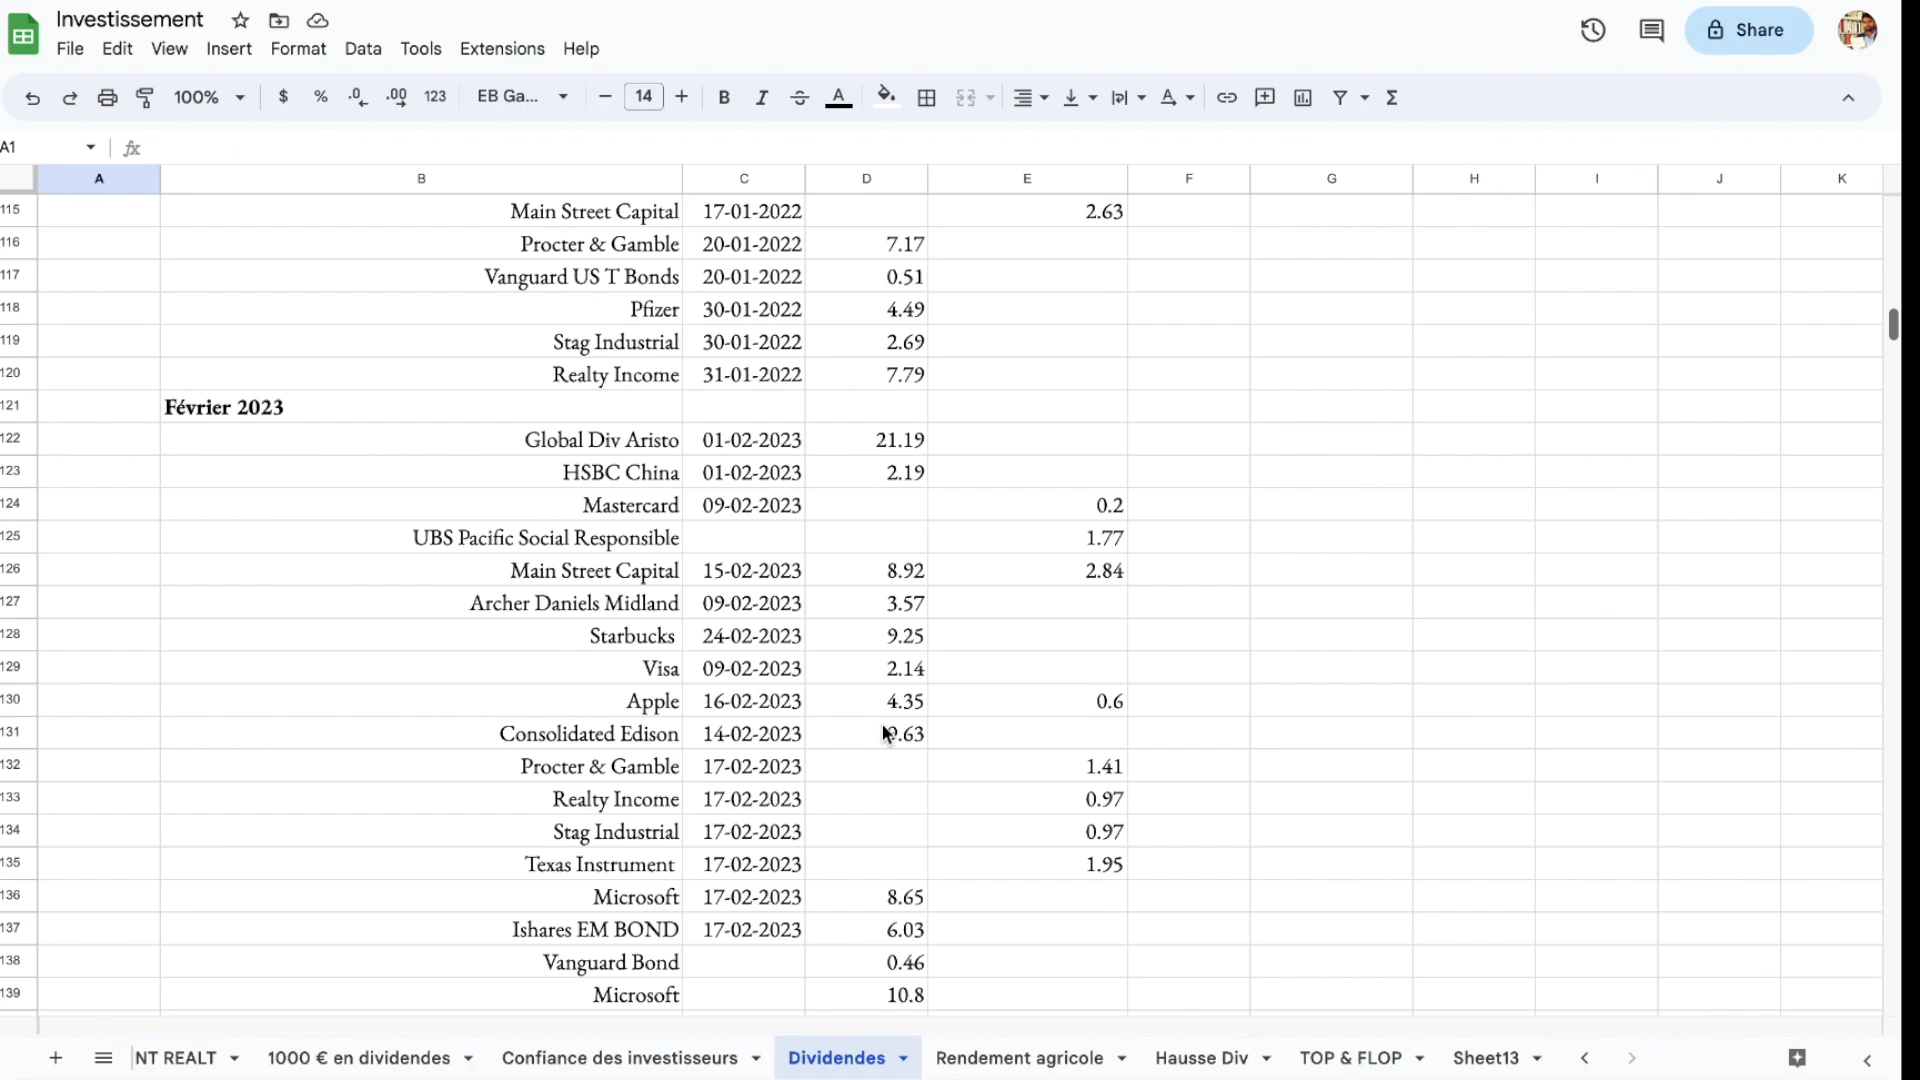 Investissement
File Edit View Insert Format Data Tools Extensions Help
Share
100% $ % .0 .00 123 EB Ga... − 14 + B I A Σ
A1 fx
A B C D E F G H I J K
115 Main Street Capital 17-01-2022 2.63
116 Procter & Gamble 20-01-2022 7.17
117 Vanguard US T Bonds 20-01-2022 0.51
118 Pfizer 30-01-2022 4.49
119 Stag Industrial 30-01-2022 2.69
120 Realty Income 31-01-2022 7.79
121 Février 2023
122 Global Div Aristo 01-02-2023 21.19
123 HSBC China 01-02-2023 2.19
124 Mastercard 09-02-2023 0.2
125 UBS Pacific Social Responsible 1.77
126 Main Street Capital 15-02-2023 8.92 2.84
127 Archer Daniels Midland 09-02-2023 3.57
128 Starbucks 24-02-2023 9.25
129 Visa 09-02-2023 2.14
130 Apple 16-02-2023 4.35 0.6
131 Consolidated Edison 14-02-2023 .63
132 Procter & Gamble 17-02-2023 1.41
133 Realty Income 17-02-2023 0.97
134 Stag Industrial 17-02-2023 0.97
135 Texas Instrument 17-02-2023 1.95
136 Microsoft 17-02-2023 8.65
137 Ishares EM BOND 17-02-2023 6.03
138 Vanguard Bond 0.46
139 Microsoft 10.8
NT REALT 1000 € en dividendes Confiance des investisseurs Dividendes Rendement agricole Hausse Div TOP & FLOP Sheet13